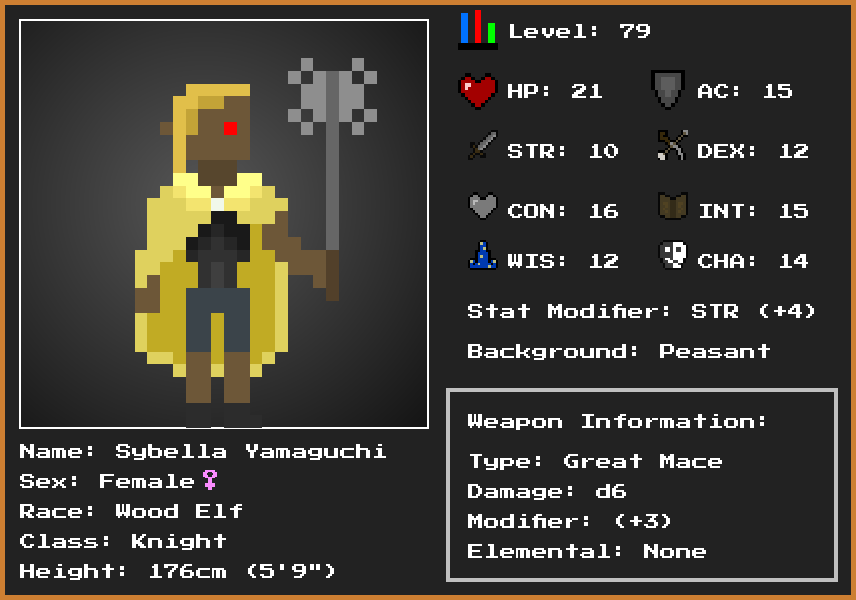 Level: 79
HP: 21 AC: 15
STR: 10 DEX: 12
CON: 16 INT: 15
WIS: 12 CHA: 14
Stat Modifier: STR (+4)
Background: Peasant
Weapon Information:
Type: Great Mace
Damage: d6
Modifier: (+3)
Elemental: None
Name: Sybella Yamaguchi
Sex: Female♀
Race: Wood Elf
Class: Knight
Height: 176cm (5'9")